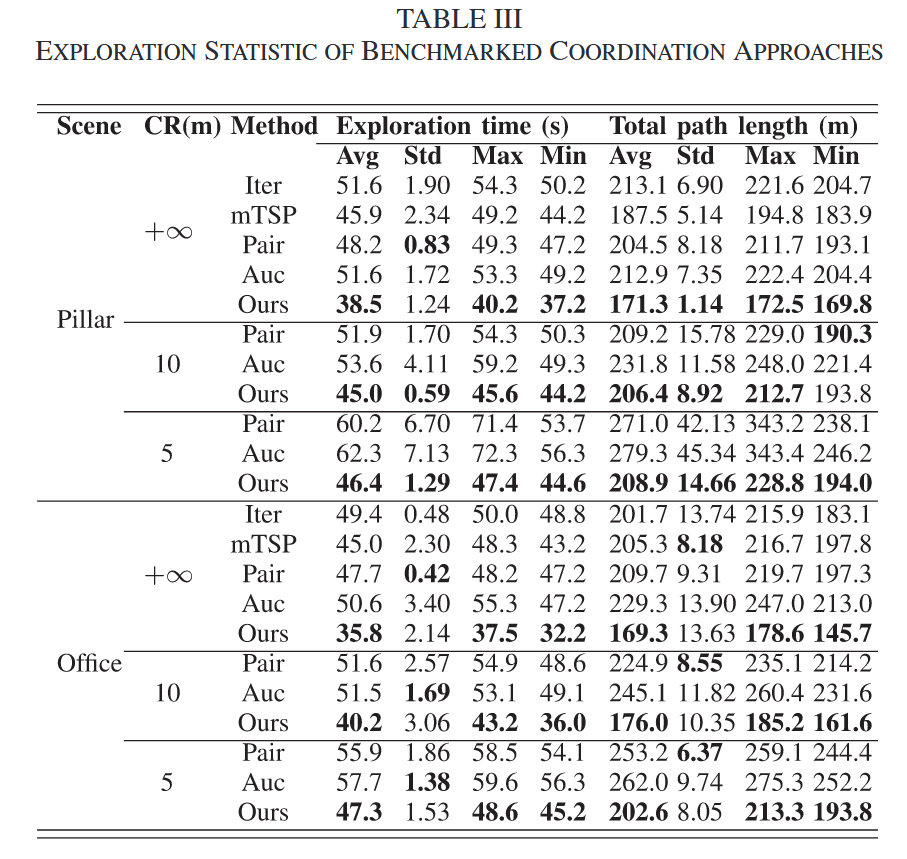 TABLE III
EXPLORATION STATISTIC OF BENCHMARKED COORDINATION APPROACHES
Scene CR(m) Method Exploration time (s) Total path length (m)
Avg Std Max Min Avg Std Max Min
Iter 51.6 1.90 54.3 50.2 213.1 6.90 221.6 204.7
mTSP 45.9 2.34 49.2 44.2 187.5 5.14 194.8 183.9
+∞
Pair 48.2 0.83 49.3 47.2 204.5 8.18 211.7 193.1
Auc 51.6 1.72 53.3 49.2 212.9 7.35 222.4 204.4
Ours 38.5 1.24 40.2 37.2 171.3 1.14 172.5 169.8
Pillar
Pair 51.9 1.70 54.3 50.3 209.2 15.78 229.0 190.3
10 Auc 53.6 4.11 59.2 49.3 231.8 11.58 248.0 221.4
Ours 45.0 0.59 45.6 44.2 206.4 8.92 212.7 193.8
Pair 60.2 6.70 71.4 53.7 271.0 42.13 343.2 238.1
5 Auc 62.3 7.13 72.3 56.3 279.3 45.34 343.4 246.2
Ours 46.4 1.29 47.4 44.6 208.9 14.66 228.8 194.0
Iter 49.4 0.48 50.0 48.8 201.7 13.74 215.9 183.1
mTSP 45.0 2.30 48.3 43.2 205.3 8.18 216.7 197.8
+∞ Pair 47.7 0.42 48.2 47.2 209.7 9.31 219.7 197.3
Auc 50.6 3.40 55.3 47.2 229.3 13.90 247.0 213.0
Ours 35.8 2.14 37.5 32.2 169.3 13.63 178.6 145.7
Office Pair 51.6 2.57 54.9 48.6 224.9 8.55 235.1 214.2
10 Auc 51.5 1.69 53.1 49.1 245.1 11.82 260.4 231.6
Ours 40.2 3.06 43.2 36.0 176.0 10.35 185.2 161.6
Pair 55.9 1.86 58.5 54.1 253.2 6.37 259.1 244.4
5 Auc 57.7 1.38 59.6 56.3 262.0 9.74 275.3 252.2
Ours 47.3 1.53 48.6 45.2 202.6 8.05 213.3 193.8